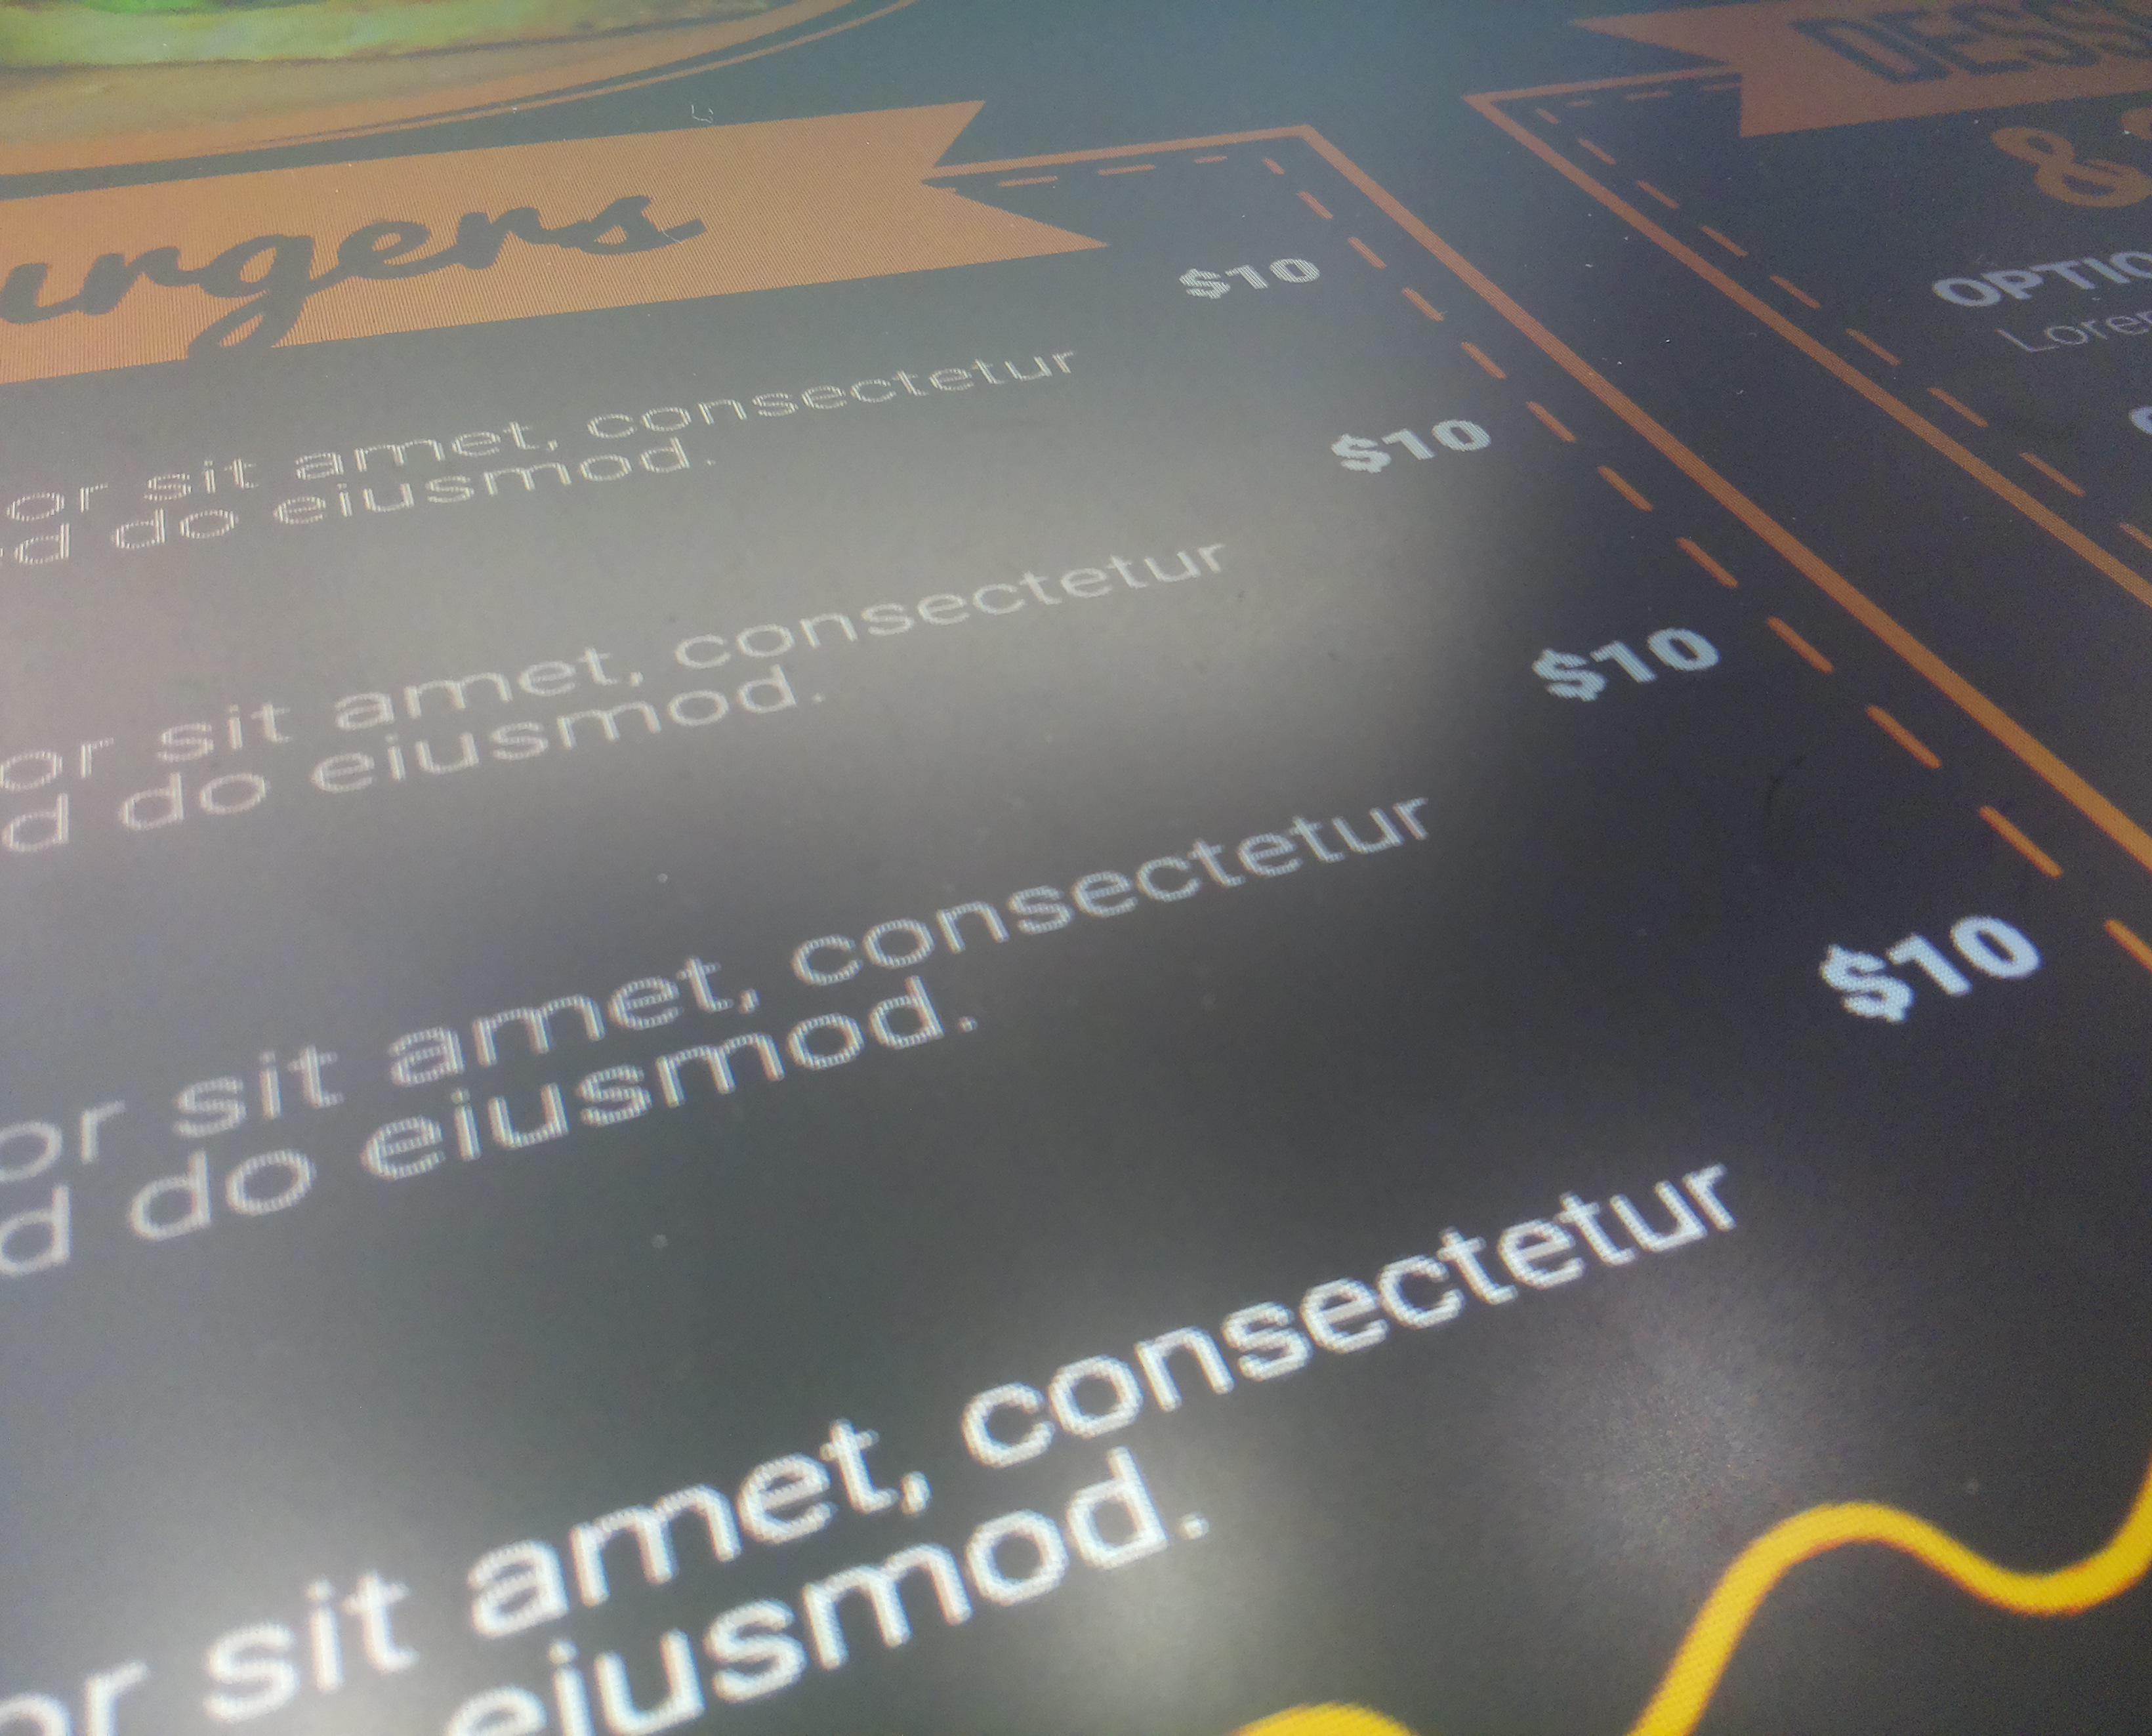 urgers
$10
or sit amet, consectetur
d do eiusmod.
$10
or sit amet, consectetur
d do eiusmod.
$10
or sit amet, consectetur
d do eiusmod.
$10
or sit amet, consectetur
eiusmod.
DESS
&
OPTIO
Lorem